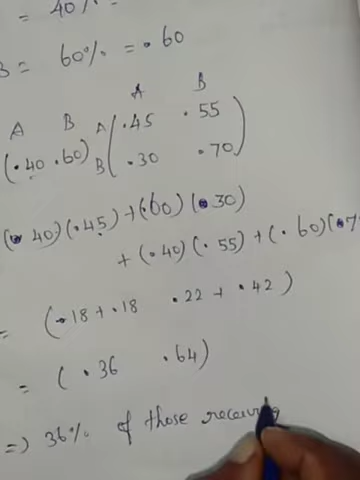 = 40% =
B = 60% = .60
A B
A B A (.45 .55)
(.40 .60) B (.30 .70)
(.40)(.45)+(.60)(.30)
+(.40)(.55)+(.60)(.7
= (.18+.18 .22+.42)
= (.36 .64)
=> 36% of those receiving